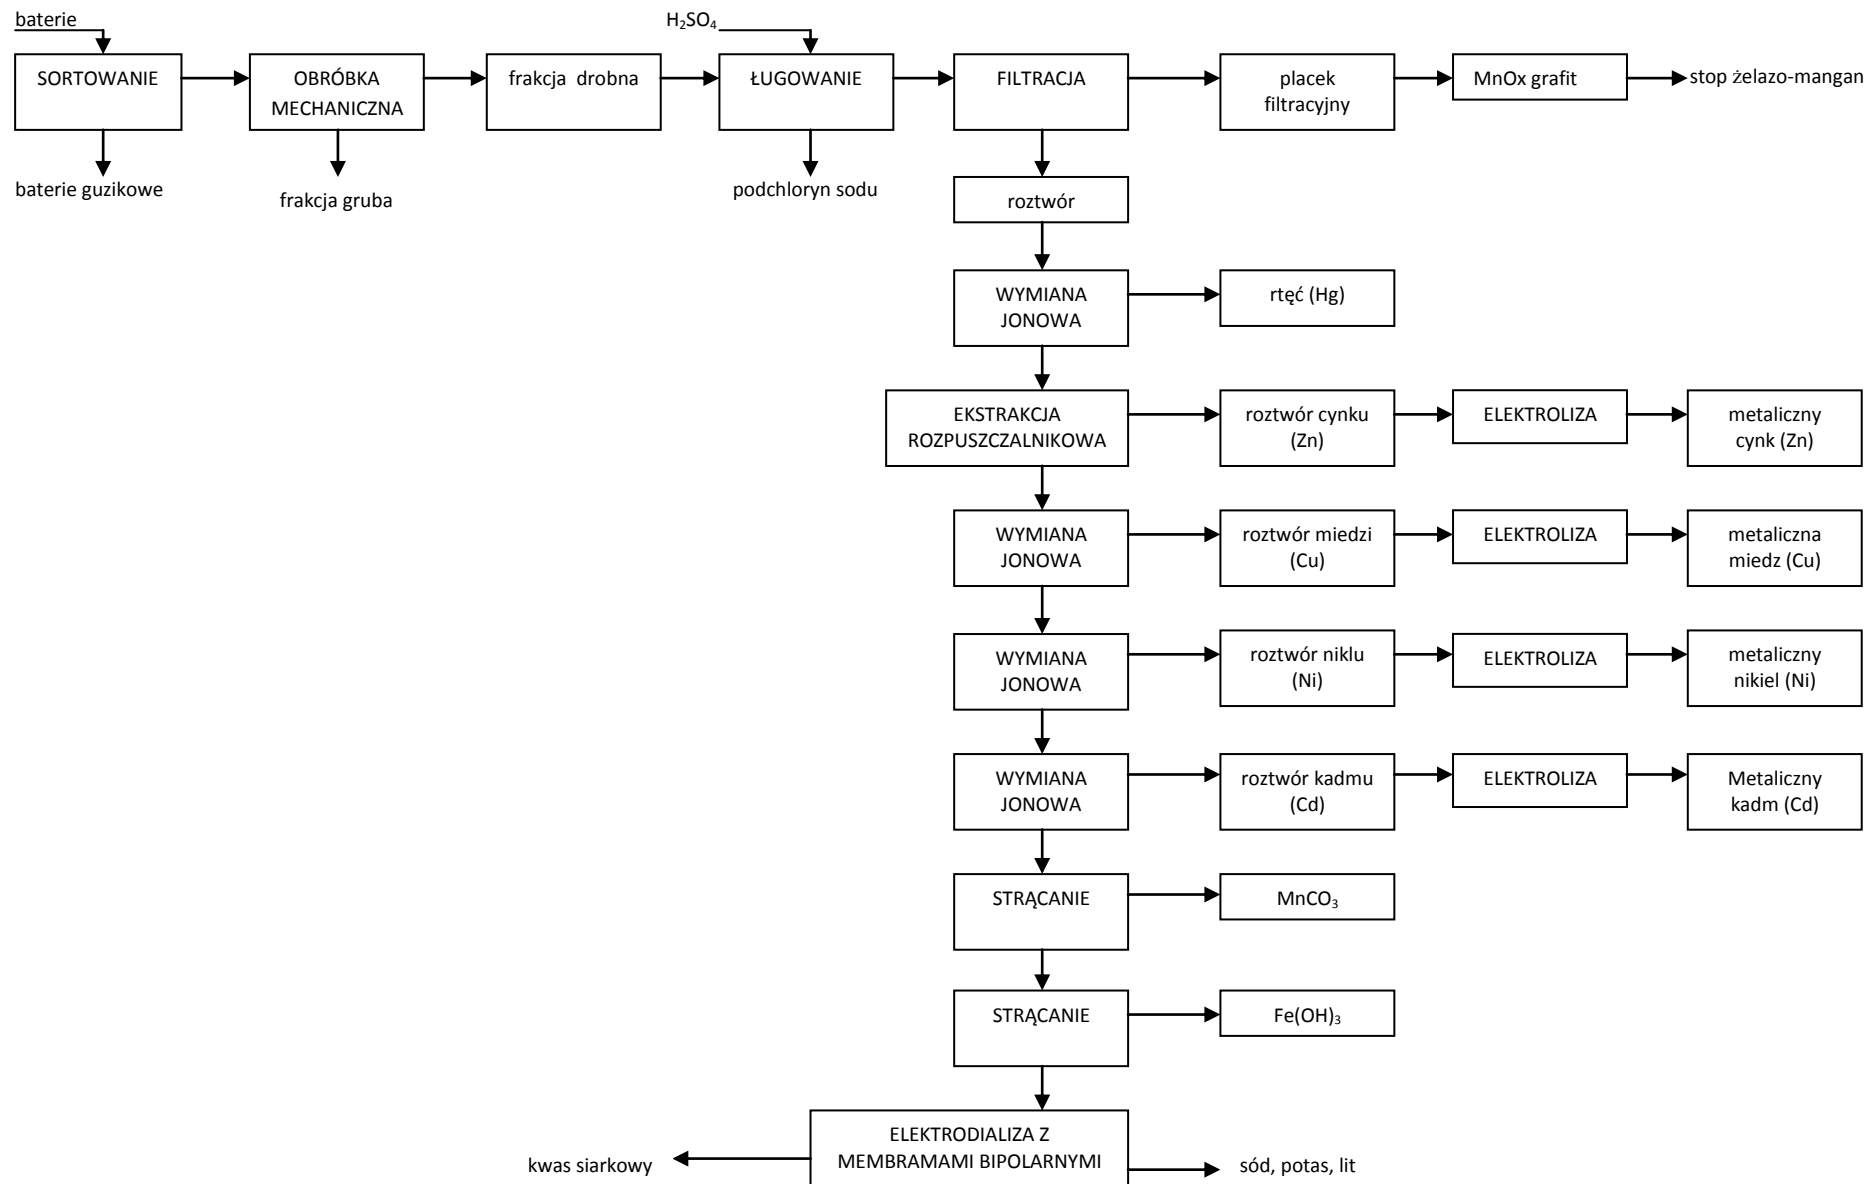 baterie
H₂SO₄
SORTOWANIE
OBRÓBKA
MECHANICZNA
frakcja drobna
ŁUGOWANIE
FILTRACJA
placek
filtracyjny
MnOx grafit
stop żelazo-mangan
baterie guzikowe
frakcja gruba
podchloryn sodu
roztwór
WYMIANA
JONOWA
rtęć (Hg)
EKSTRAKCJA
ROZPUSZCZALNIKOWA
roztwór cynku
(Zn)
ELEKTROLIZA
metaliczny
cynk (Zn)
WYMIANA
JONOWA
roztwór miedzi
(Cu)
ELEKTROLIZA
metaliczna
miedz (Cu)
WYMIANA
JONOWA
roztwór niklu
(Ni)
ELEKTROLIZA
metaliczny
nikiel (Ni)
WYMIANA
JONOWA
roztwór kadmu
(Cd)
ELEKTROLIZA
Metaliczny
kadm (Cd)
STRĄCANIE
MnCO₃
STRĄCANIE
Fe(OH)₃
ELEKTRODIALIZA Z
MEMBRAMAMI BIPOLARNYMI
kwas siarkowy
sód, potas, lit